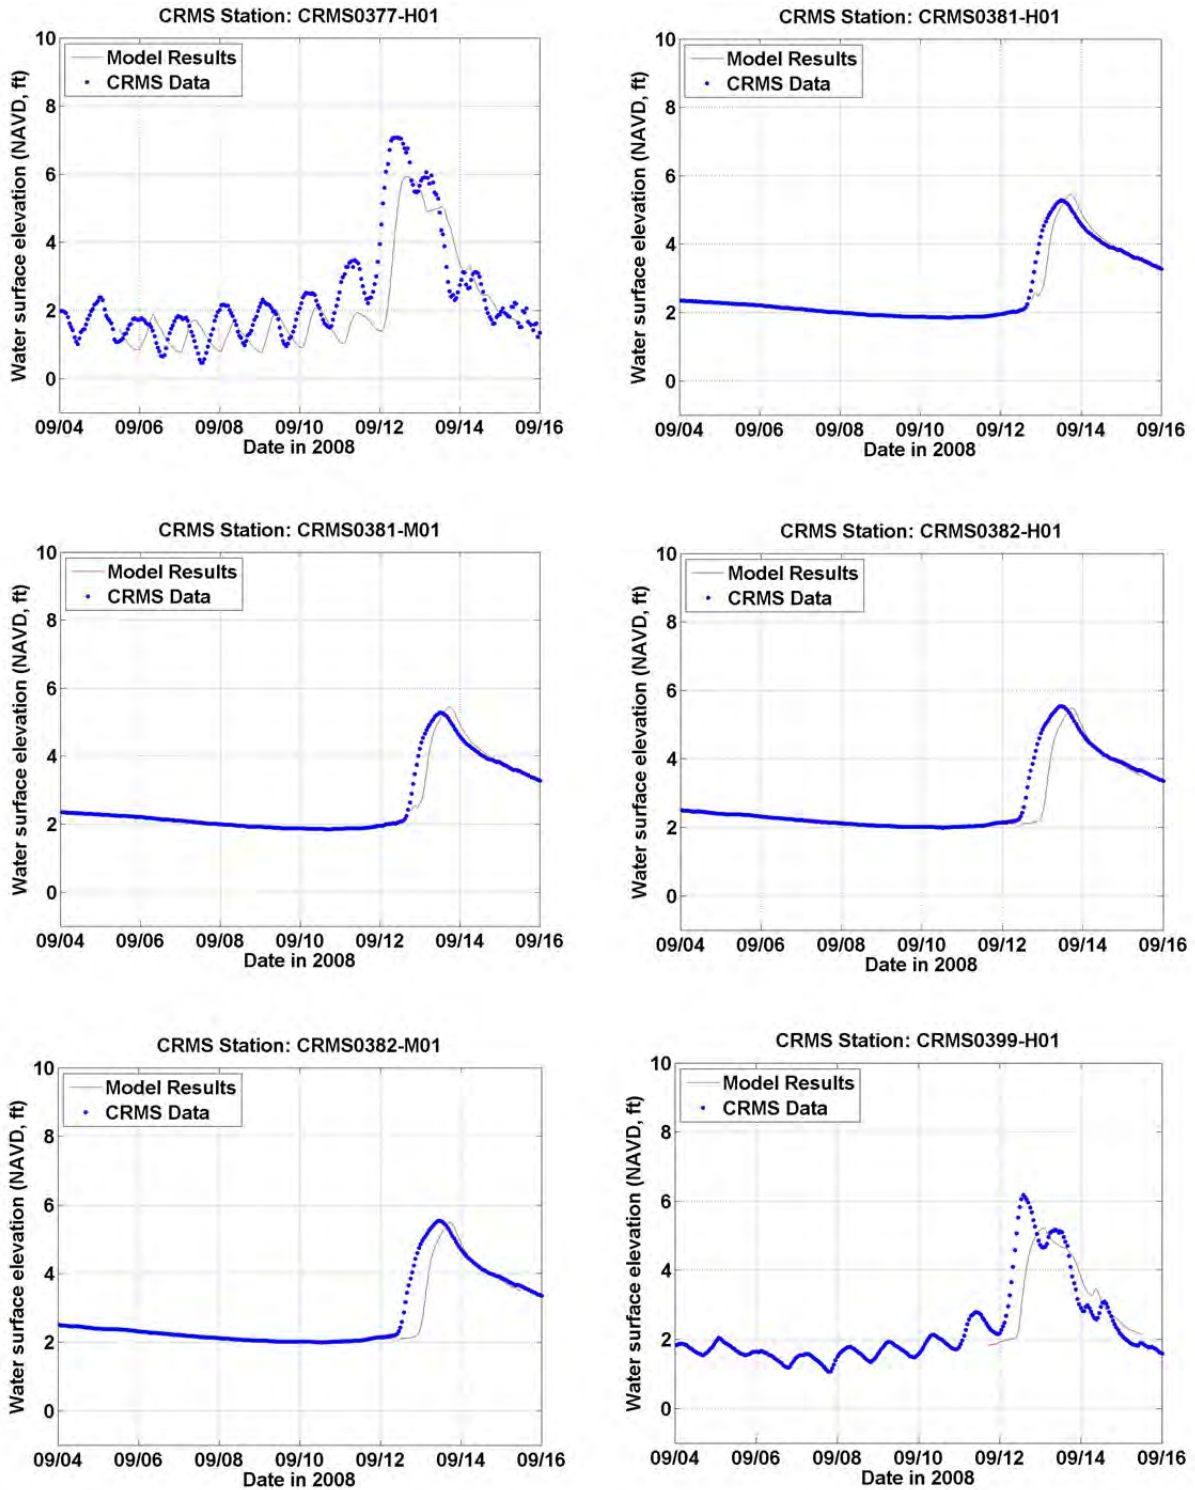 CRMS Station: CRMS0377-H01
Water surface elevation (NAVD, ft)
10
8
6
4
2
0
Model Results
CRMS Data
09/04 09/06 09/08 09/10 09/12 09/14 09/16
Date in 2008
CRMS Station: CRMS0381-H01
Water surface elevation (NAVD, ft)
10
8
6
4
2
0
Model Results
CRMS Data
09/04 09/06 09/08 09/10 09/12 09/14 09/16
Date in 2008
CRMS Station: CRMS0381-M01
Water surface elevation (NAVD, ft)
10
8
6
4
2
0
Model Results
CRMS Data
09/04 09/06 09/08 09/10 09/12 09/14 09/16
Date in 2008
CRMS Station: CRMS0382-H01
Water surface elevation (NAVD, ft)
10
8
6
4
2
0
Model Results
CRMS Data
09/04 09/06 09/08 09/10 09/12 09/14 09/16
Date in 2008
CRMS Station: CRMS0382-M01
Water surface elevation (NAVD, ft)
10
8
6
4
2
0
Model Results
CRMS Data
09/04 09/06 09/08 09/10 09/12 09/14 09/16
Date in 2008
CRMS Station: CRMS0399-H01
Water surface elevation (NAVD, ft)
10
8
6
4
2
0
Model Results
CRMS Data
09/04 09/06 09/08 09/10 09/12 09/14 09/16
Date in 2008